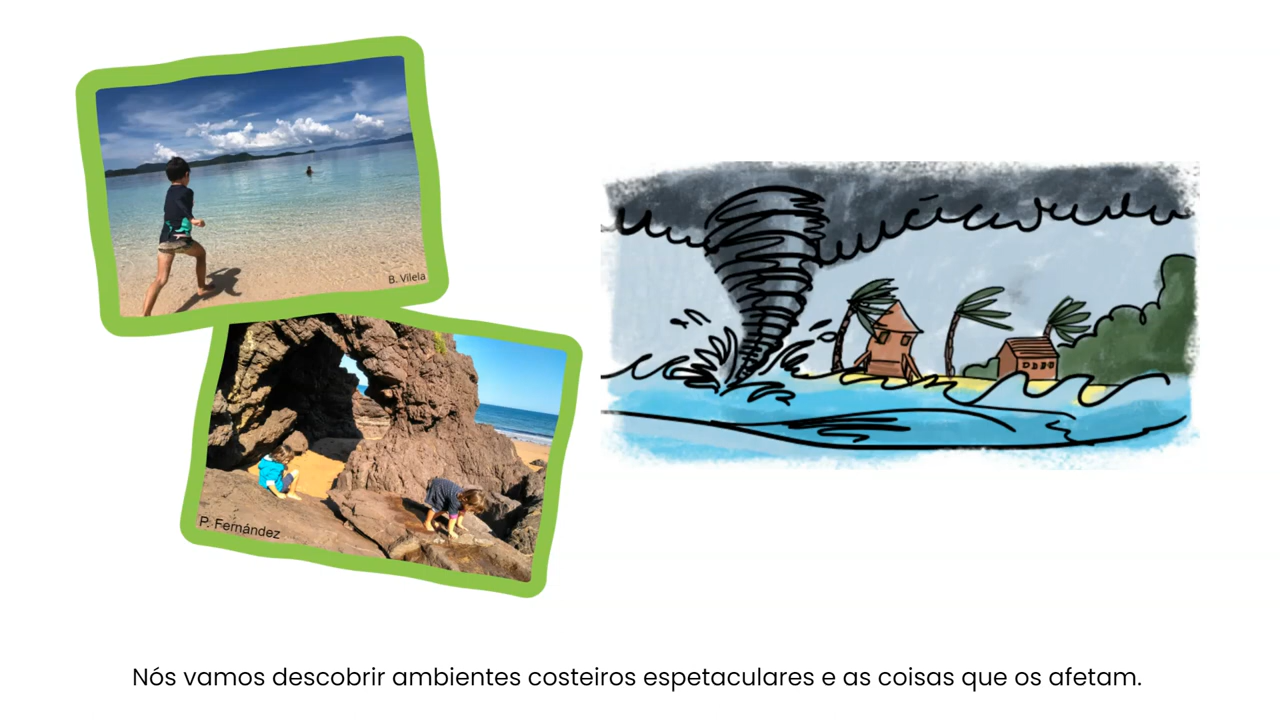 B. Vilela
P. Fernández
Nós vamos descobrir ambientes costeiros espetaculares e as coisas que os afetam.